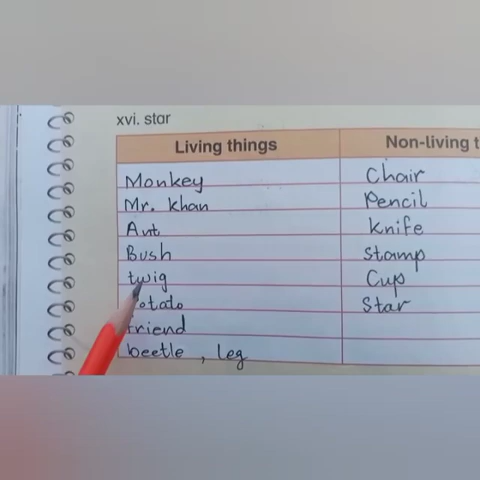 xvi. star
Living things Non-living t
Monkey Chair
Mr. Khan Pencil
Ant Knife
Bush Stamp
twig Cup
otato Star
friend
beetle , leg